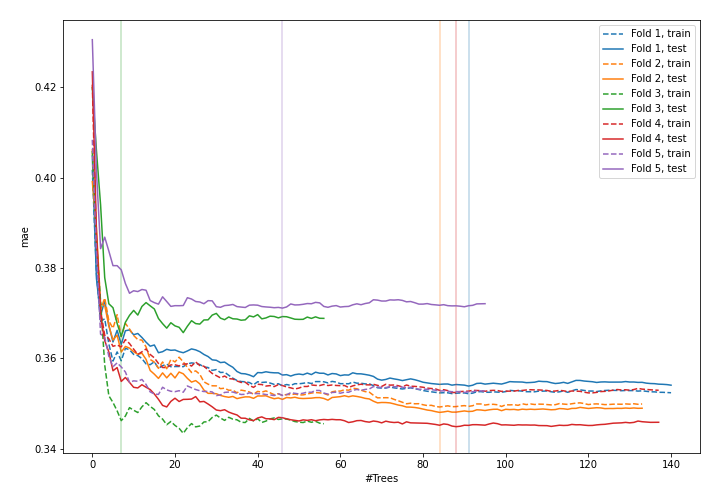 Fold 1, train
Fold 1, test
Fold 2, train
Fold 2, test
Fold 3, train
Fold 3, test
Fold 4, train
Fold 4, test
Fold 5, train
Fold 5, test
mae
0.42
0.40
0.38
0.36
0.34
0 20 40 60 80 100 120 140
#Trees